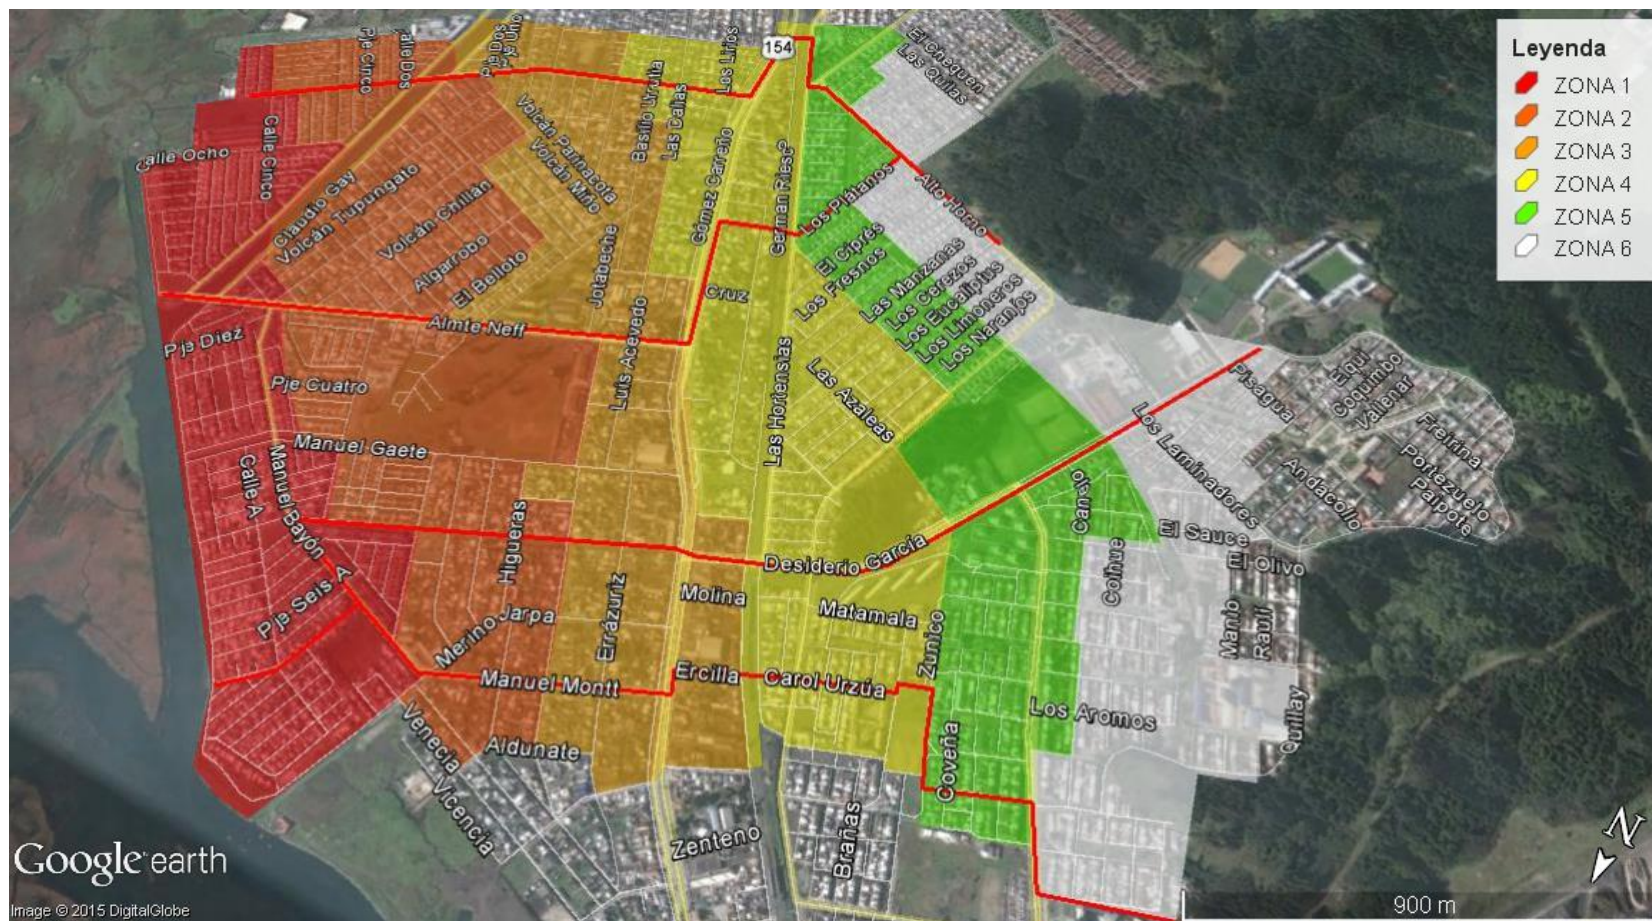 Leyenda
ZONA 1
ZONA 2
ZONA 3
ZONA 4
ZONA 5
ZONA 6
154
Los Lirios
Pje Uno
Pje Dos
Calle Dos
Pje Cinco
El Chequen
Las Quilas
Basilio Urrutia
Las Dalias
Volcán Parinacota
Volcán Miño
Calle Ocho
Calle Cinco
Gómez Carreño
Claudio Gay
Volcán Tupungato
Volcán Chillán
Algarrobo
El Belloto
Los Plátanos
Alto Horno
El Ciprés
Los Fresnos
Las Manzanas
Los Cerezos
Los Eucaliptus
Los Limoneros
Los Naranjos
Jotabeche
Cruz
Almte Neff
Luis Acevedo
Pje Diez
Pje Cuatro
Las Hortensias
Las Azaleas
Pisagua
Elqui
Coquimbo
Vallenar
Freirina
Portezuelo
Paipote
Andacollo
Los Laminadores
Manuel Gaete
Calle A
Manuel Bayón
Higueras
Canelo
El Sauce
El Olivo
Coihue
Desiderio García
Pje Seis A
Merino Jarpa
Errázuriz
Molina
Matamala
Zunico
Manio
Raulí
Manuel Montt
Ercilla
Carol Urzúa
Los Aromos
Quillay
Venecia
Aldunate
Vicencia
Coveña
Zenteno
Brañas
N
Google earth
900 m
Image © 2015 DigitalGlobe